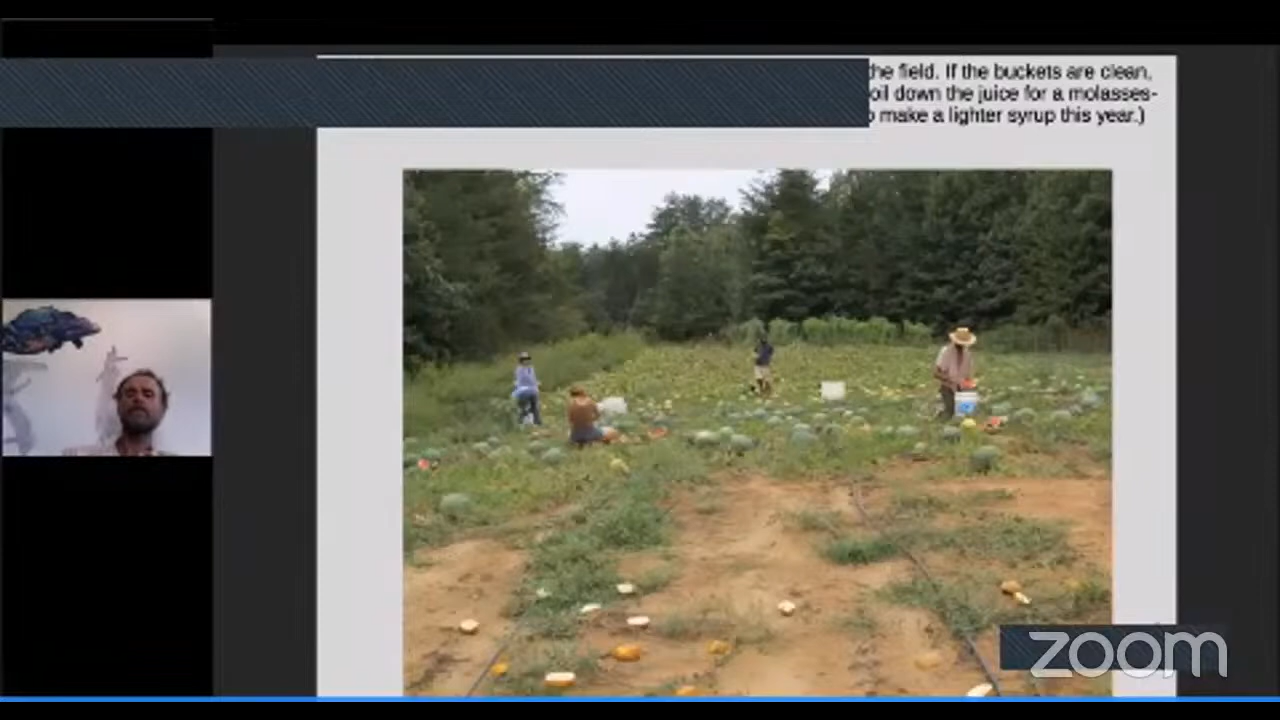 the field. If the buckets are clean,
oil down the juice for a molasses-
make a lighter syrup this year.)
zoom